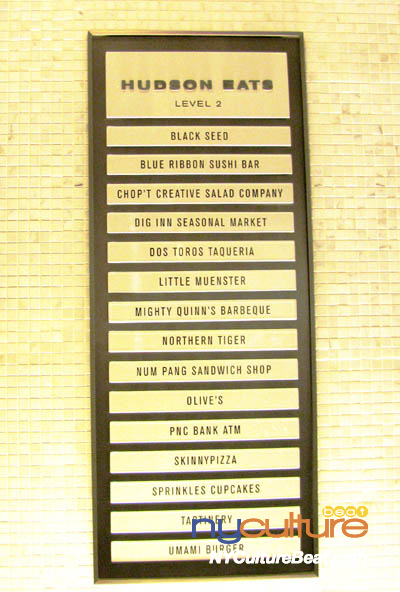 HUDSON EATS
LEVEL 2
BLACK SEED
BLUE RIBBON SUSHI BAR
CHOP'T CREATIVE SALAD COMPANY
DIG INN SEASONAL MARKET
DOS TOROS TAQUERIA
LITTLE MUENSTER
MIGHTY QUINN'S BARBEQUE
NORTHERN TIGER
NUM PANG SANDWICH SHOP
OLIVE'S
PNC BANK ATM
SKINNYPIZZA
SPRINKLES CUPCAKES
TARTINERY
beat
nyculture
UMAMI BURGER